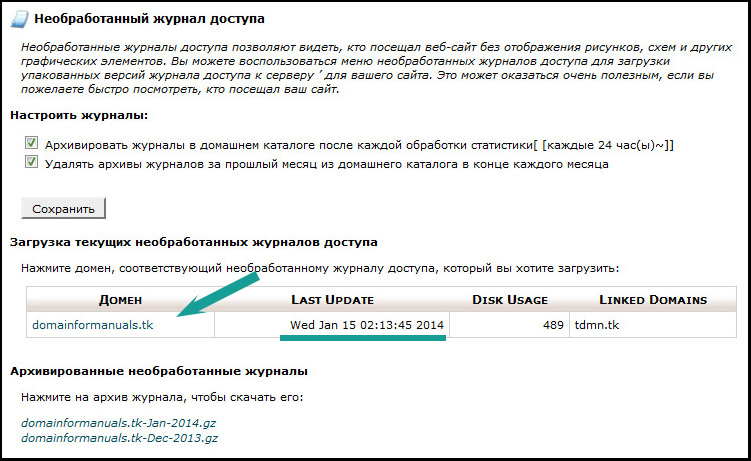 Необработанный журнал доступа
Необработанные журналы доступа позволяют видеть, кто посещал веб-сайт без отображения рисунков, схем и других
графических элементов. Вы можете воспользоваться меню необработанных журналов доступа для загрузки
упакованных версий журнала доступа к серверу ’ для вашего сайта. Это может оказаться очень полезным, если вы
пожелаете быстро посмотреть, кто посещал ваш сайт.
Настроить журналы:
Архивировать журналы в домашнем каталоге после каждой обработки статистики[ [каждые 24 час(ы)~]]
Удалять архивы журналов за прошлый месяц из домашнего каталога в конце каждого месяца
Сохранить
Загрузка текущих необработанных журналов доступа
Нажмите домен, соответствующий необработанному журналу доступа, который вы хотите загрузить:
Домен Last Update Disk Usage Linked Domains
domainformanuals.tk Wed Jan 15 02:13:45 2014 489 tdmn.tk
Архивированные необработанные журналы
Нажмите на архив журнала, чтобы скачать его:
domainformanuals.tk-Jan-2014.gz
domainformanuals.tk-Dec-2013.gz